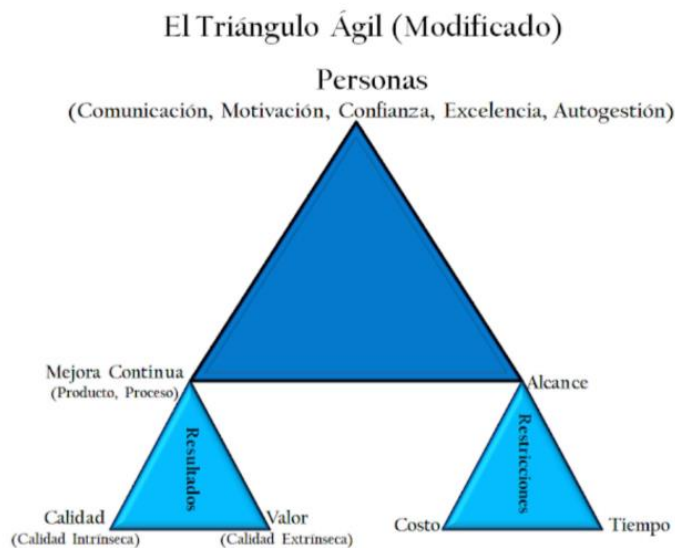 El Triángulo Ágil (Modificado)
Personas
(Comunicación, Motivación, Confianza, Excelencia, Autogestión)
Mejora Continua
(Producto, Proceso)
Alcance
Resultados
Restricciones
Calidad
(Calidad Intrínseca)
Valor
(Calidad Extrínseca)
Costo
Tiempo